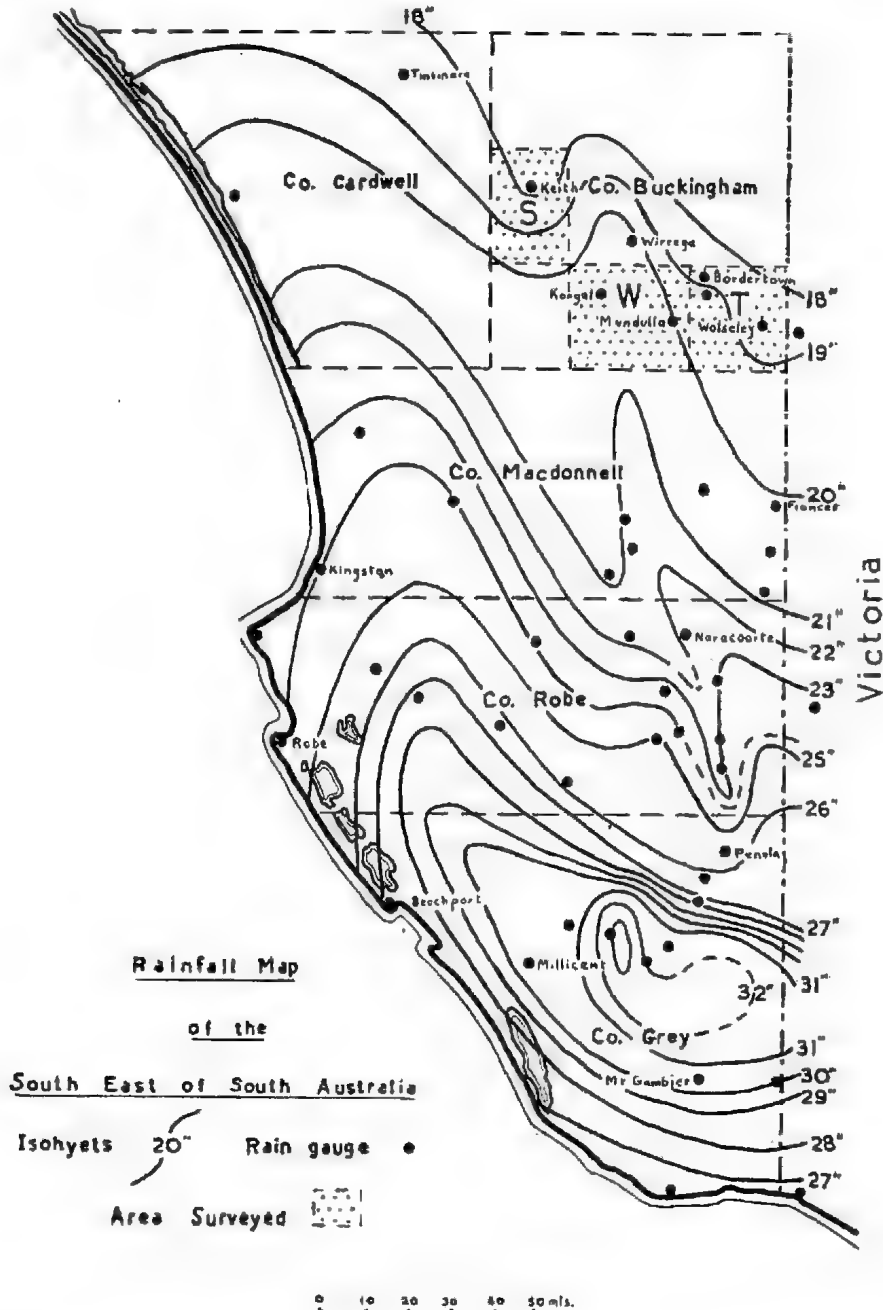 18"
Tintinara
Co. Cardwell
Keith
Co. Buckingham
S
Wirrega
Bordertown
Kongal
W
T
18"
Mundulla
Wolseley
19"
Co. Macdonnell
20"
Frances
Kingston
Victoria
21"
Naracoorte
22"
23"
Co. Robe
Robe
25"
26"
Penola
Beachport
27"
Rainfall Map
Millicent
31"
32"
of the
Co. Grey
31"
South East of South Australia
Mt Gambier
30"
29"
Isohyets 20" Rain gauge
28"
27"
Area Surveyed
0 10 20 30 40 50 mls.